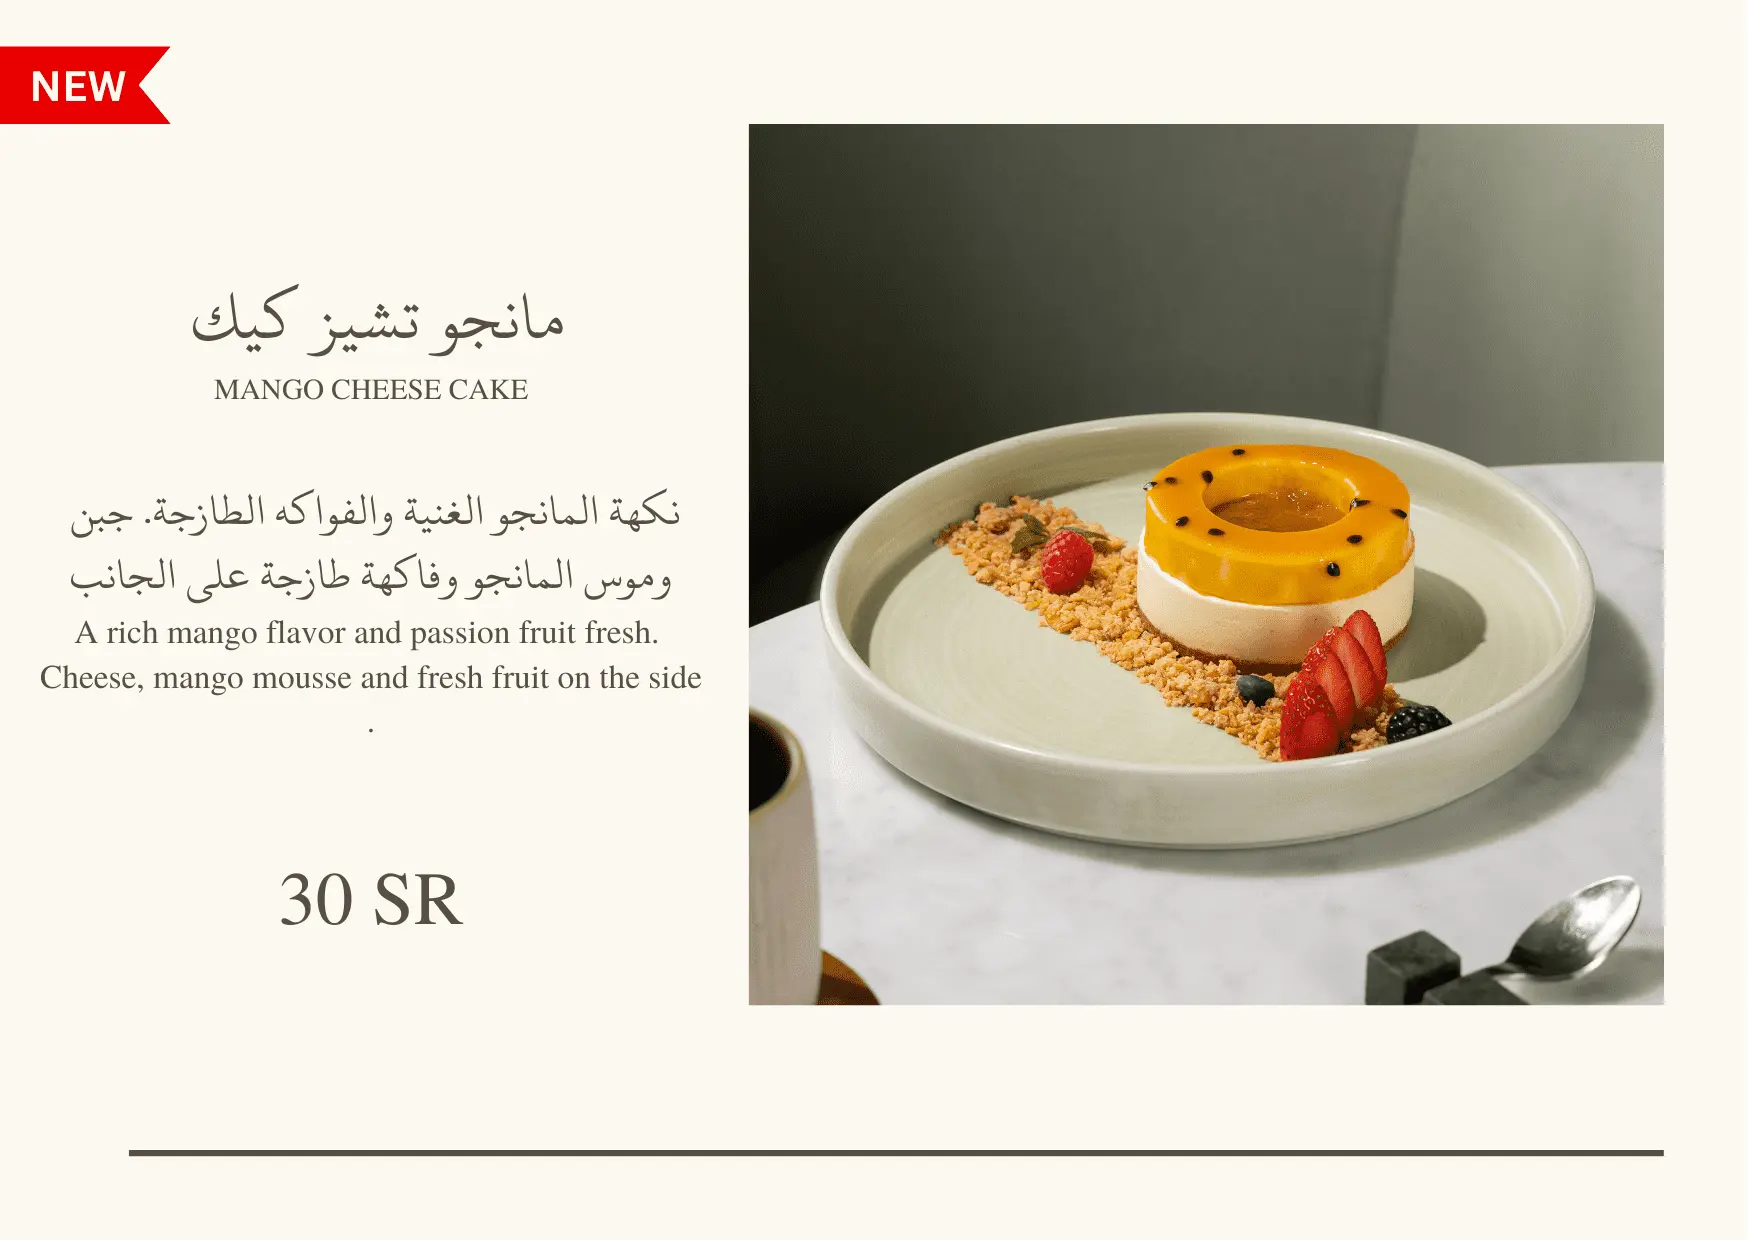 NEW
مانجو تشيز كيك
MANGO CHEESE CAKE
نكهة المانجو الغنية والفواكه الطازجة. جبن
وموس المانجو وفاكهة طازجة على الجانب
A rich mango flavor and passion fruit fresh.
Cheese, mango mousse and fresh fruit on the side
.
30 SR